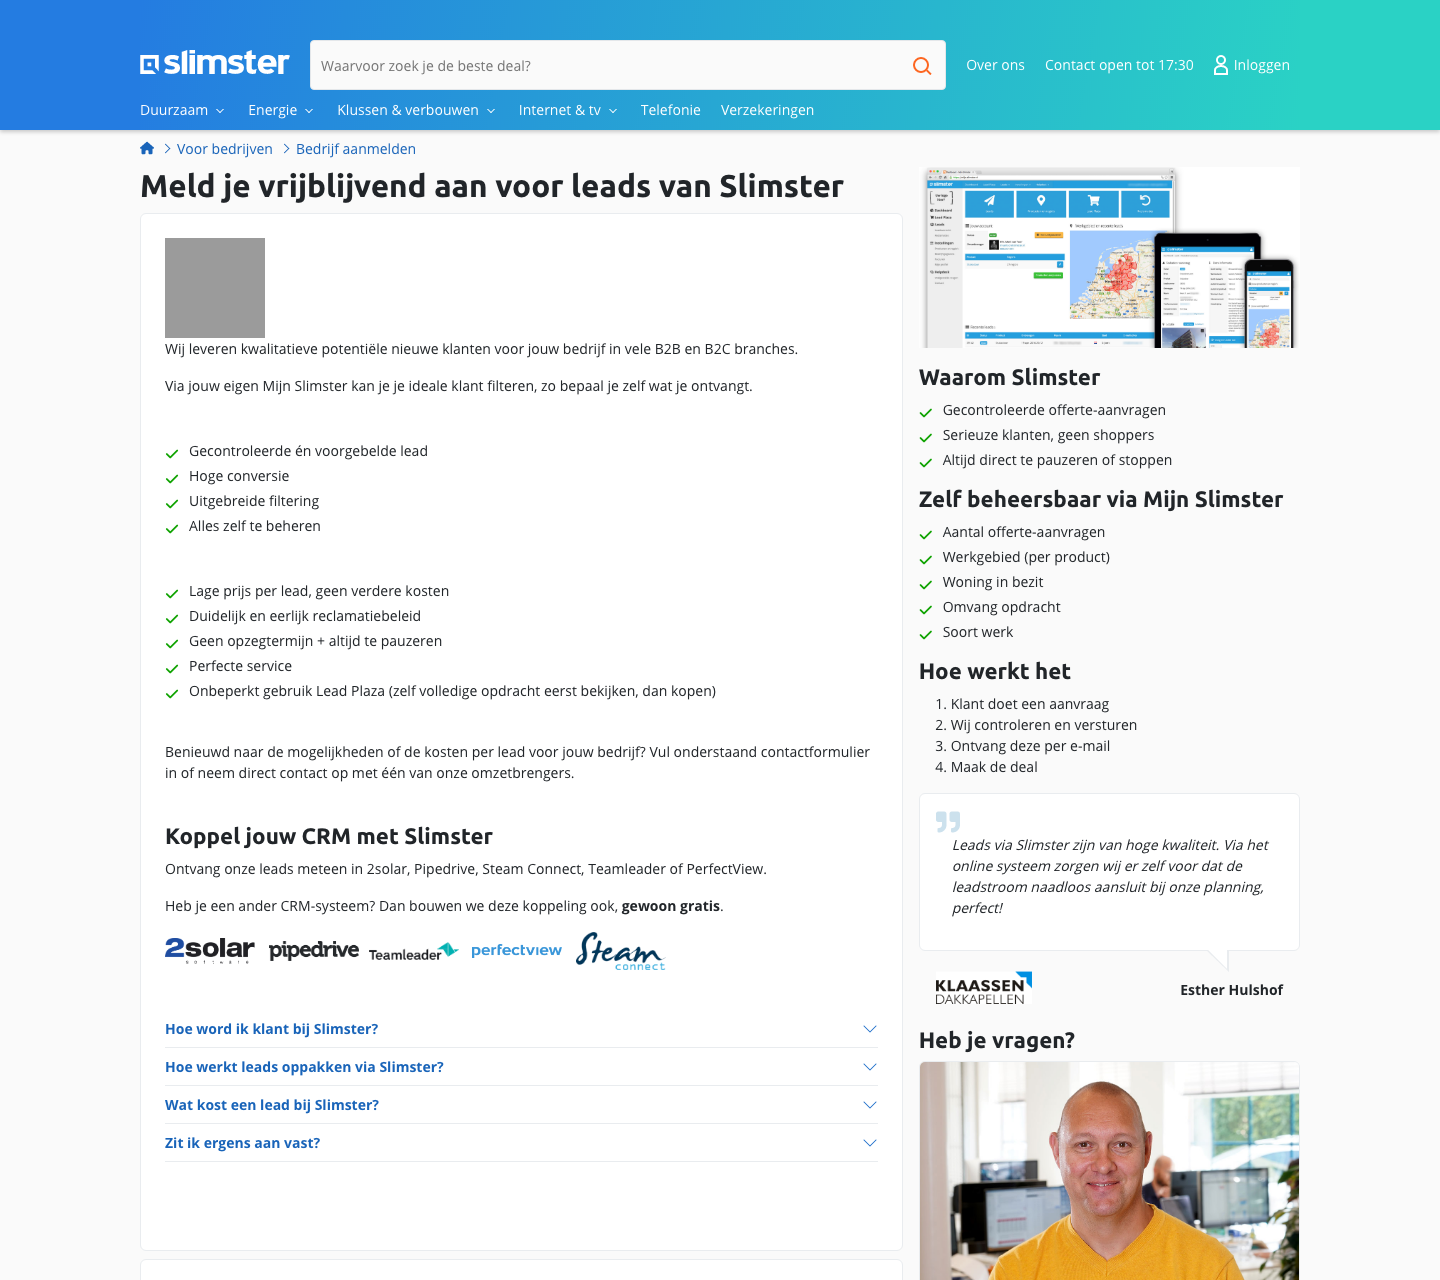 slimster
Waarvoor zoek je de beste deal?
Over ons
Contact open tot 17:30
Inloggen
Duurzaam
Energie
Klussen & verbouwen
Internet & tv
Telefonie
Verzekeringen
Voor bedrijven
Bedrijf aanmelden
Meld je vrijblijvend aan voor leads van Slimster
Wij leveren kwalitatieve potentiële nieuwe klanten voor jouw bedrijf in vele B2B en B2C branches.
Via jouw eigen Mijn Slimster kan je je ideale klant filteren, zo bepaal je zelf wat je ontvangt.
Gecontroleerde én voorgebelde lead
Hoge conversie
Uitgebreide filtering
Alles zelf te beheren
Lage prijs per lead, geen verdere kosten
Duidelijk en eerlijk reclamatiebeleid
Geen opzegtermijn + altijd te pauzeren
Perfecte service
Onbeperkt gebruik Lead Plaza (zelf volledige opdracht eerst bekijken, dan kopen)
Benieuwd naar de mogelijkheden of de kosten per lead voor jouw bedrijf? Vul onderstaand contactformulier
in of neem direct contact op met één van onze omzetbrengers.
Koppel jouw CRM met Slimster
Ontvang onze leads meteen in 2solar, Pipedrive, Steam Connect, Teamleader of PerfectView.
Heb je een ander CRM-systeem? Dan bouwen we deze koppeling ook, gewoon gratis.
2solar
software
pipedrive
Teamleader
perfectview
Steam
connect
Hoe word ik klant bij Slimster?
Hoe werkt leads oppakken via Slimster?
Wat kost een lead bij Slimster?
Zit ik ergens aan vast?
Waarom Slimster
Gecontroleerde offerte-aanvragen
Serieuze klanten, geen shoppers
Altijd direct te pauzeren of stoppen
Zelf beheersbaar via Mijn Slimster
Aantal offerte-aanvragen
Werkgebied (per product)
Woning in bezit
Omvang opdracht
Soort werk
Hoe werkt het
1. Klant doet een aanvraag
2. Wij controleren en versturen
3. Ontvang deze per e-mail
4. Maak de deal
Leads via Slimster zijn van hoge kwaliteit. Via het
online systeem zorgen wij er zelf voor dat de
leadstroom naadloos aansluit bij onze planning,
perfect!
KLAASSEN
DAKKAPELLEN
Esther Hulshof
Heb je vragen?